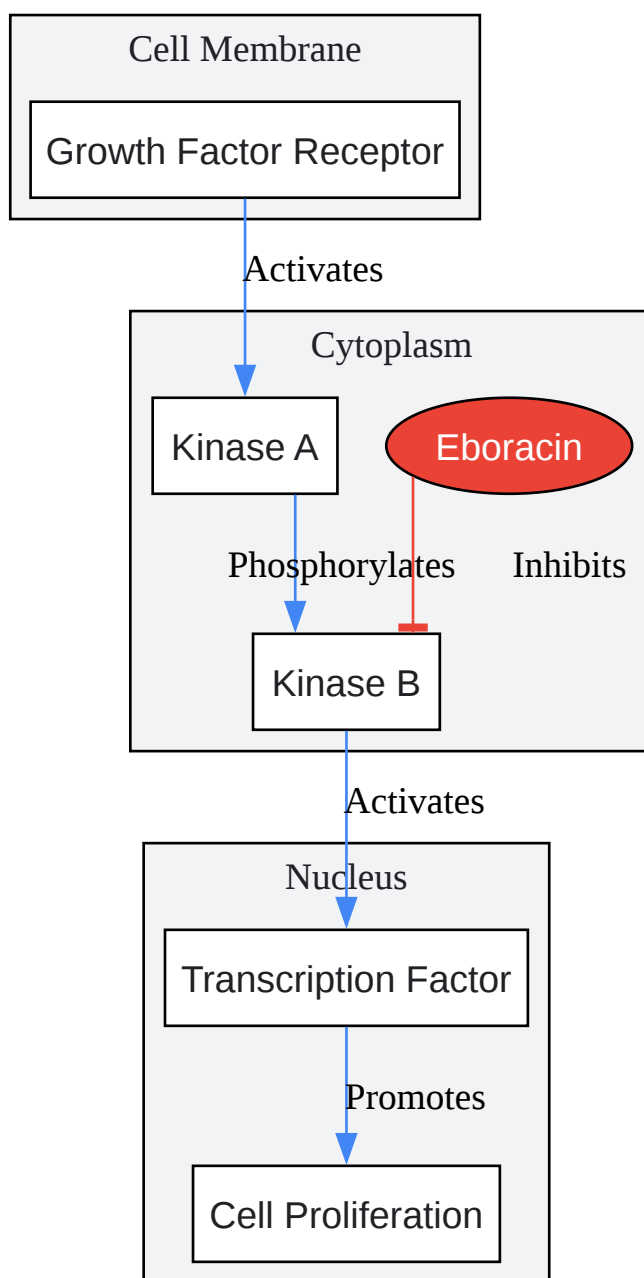 Cell Membrane
Growth Factor Receptor
Activates
Cytoplasm
Kinase A
Eboracin
Phosphorylates
Inhibits
Kinase B
Activates
Nucleus
Transcription Factor
Promotes
Cell Proliferation